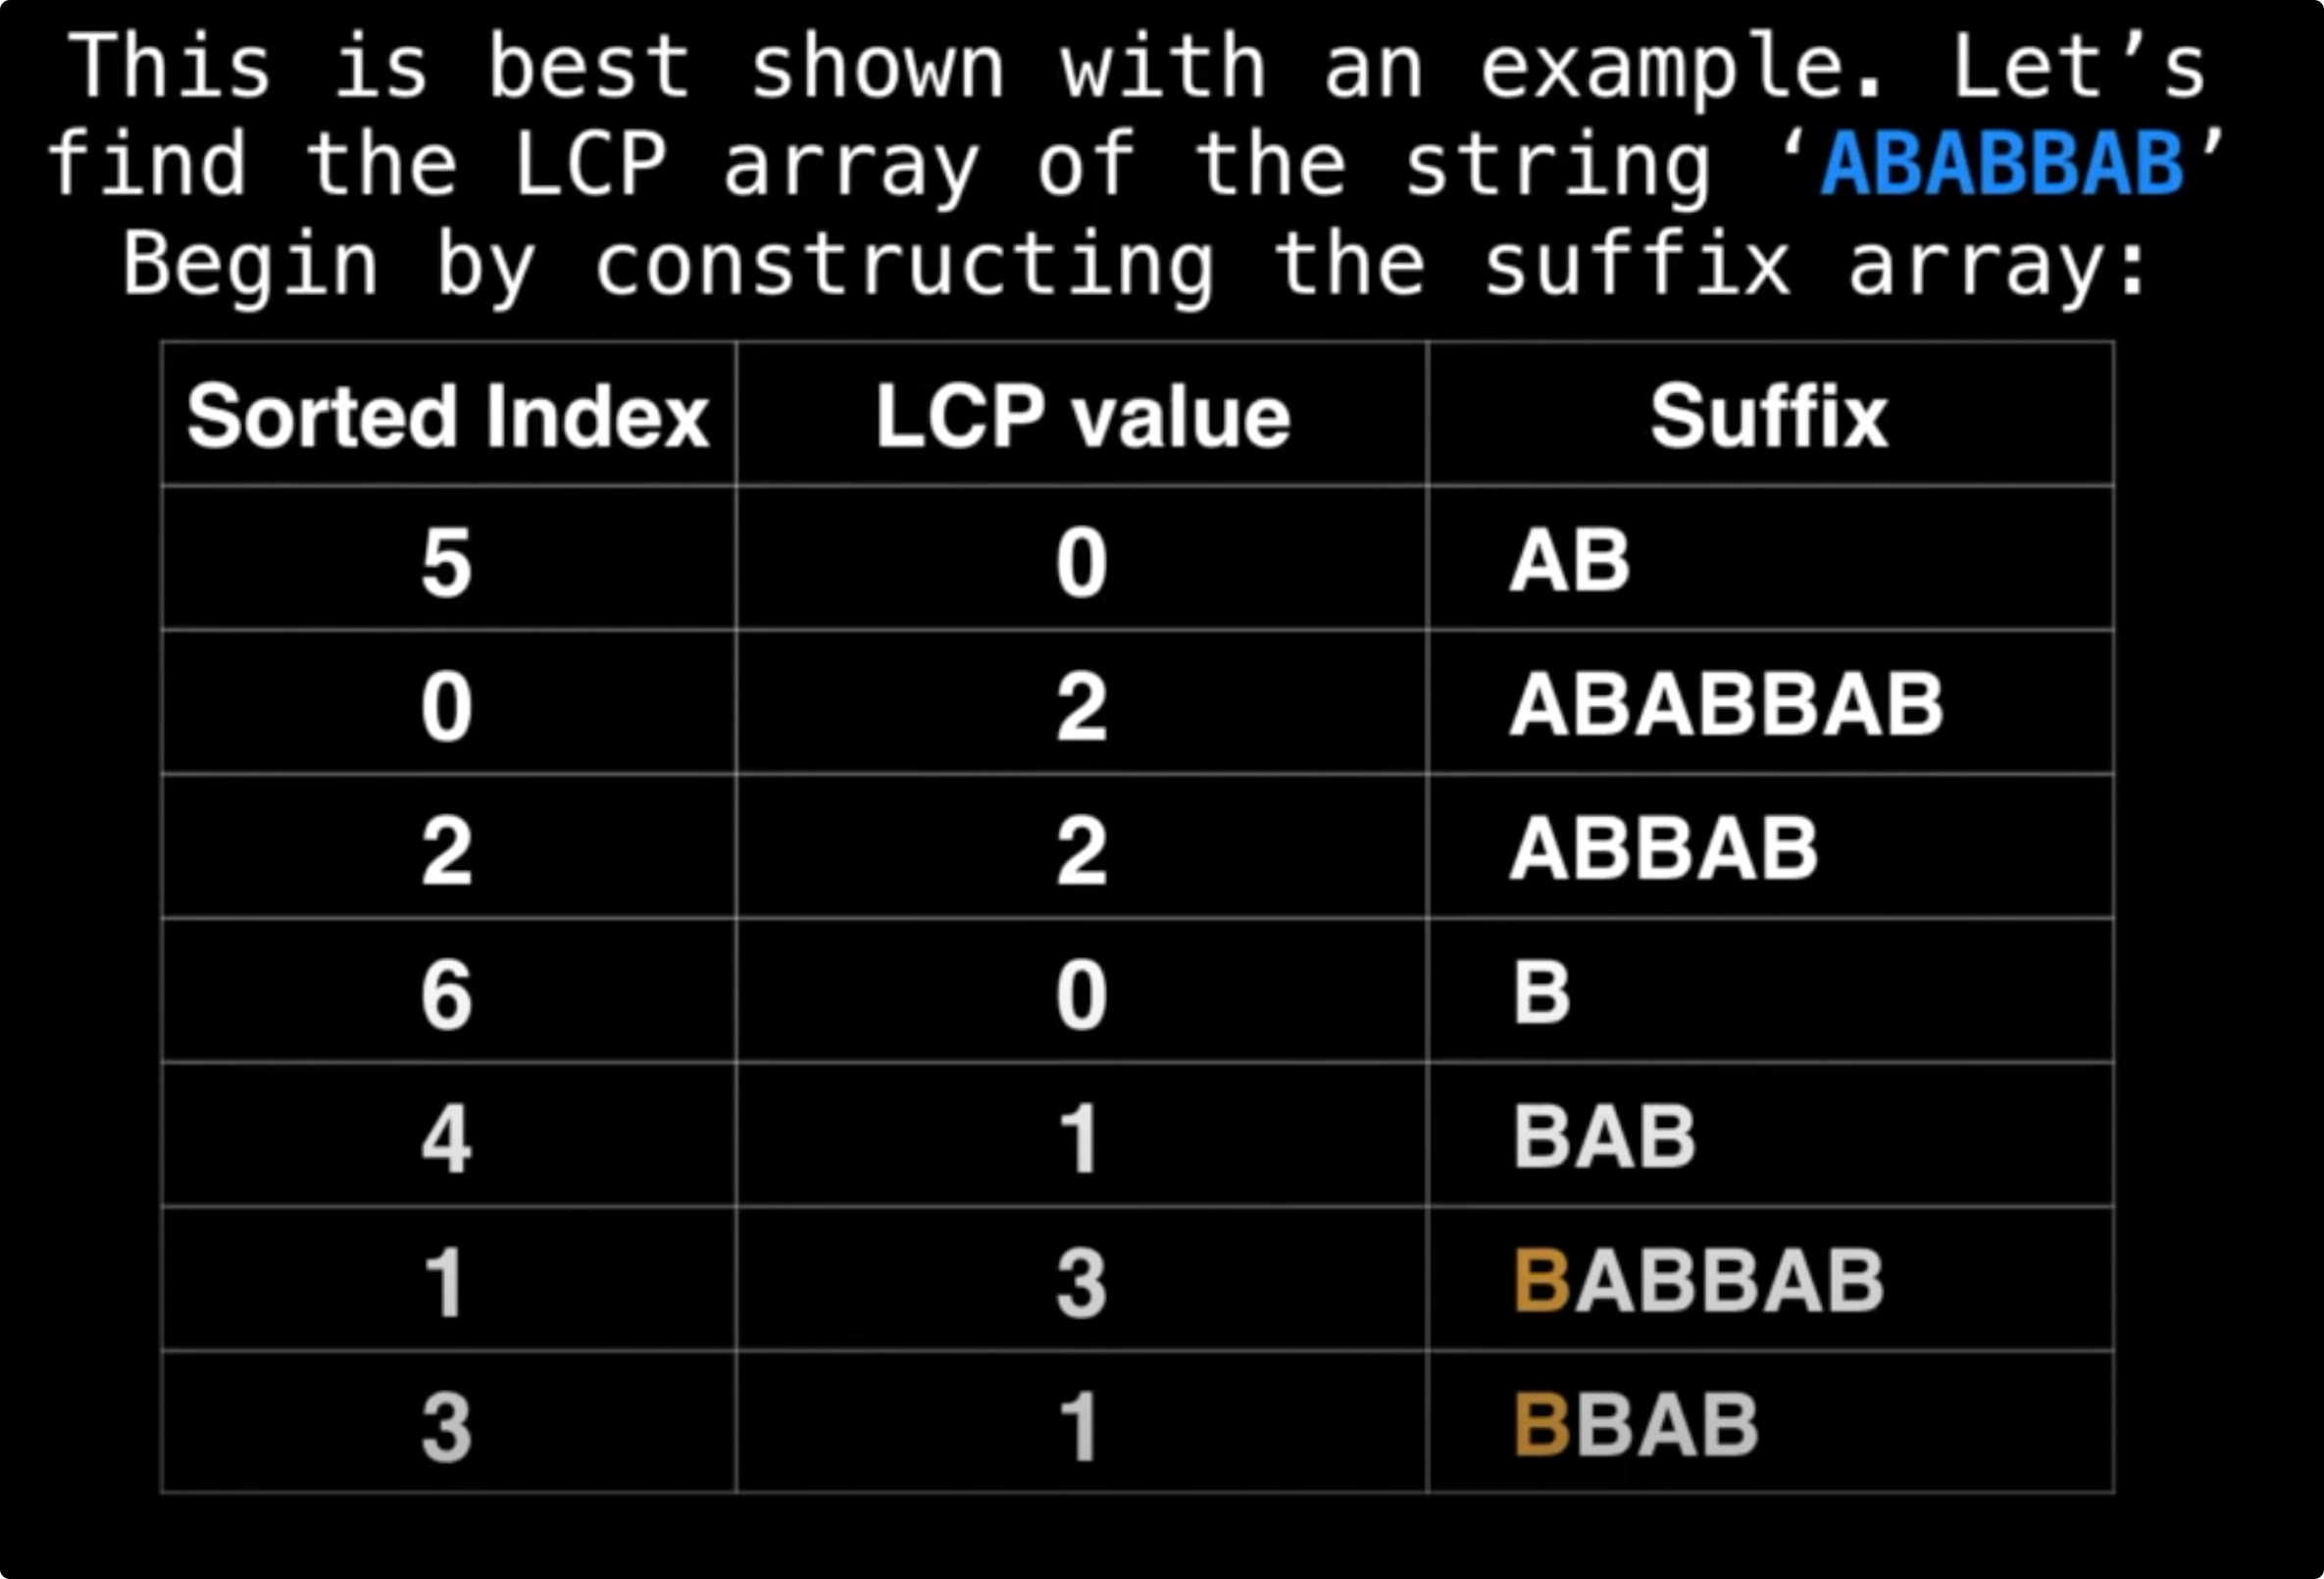 This is best shown with an example. Let’s
find the LCP array of the string ‘ABABBAB’
Begin by constructing the suffix array:
Sorted Index LCP value Suffix
5 0 AB
0 2 ABABBAB
2 2 ABBAB
6 0 B
4 1 BAB
1 3 BABBAB
3 1 BBAB